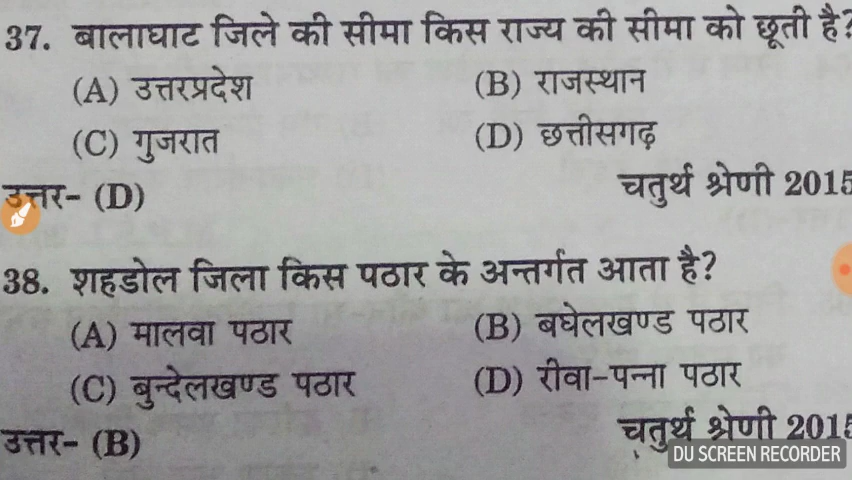 37. बालाघाट जिले की सीमा किस राज्य की सीमा को छूती है?
(A) उत्तरप्रदेश (B) राजस्थान
(C) गुजरात (D) छत्तीसगढ़
उत्तर- (D) चतुर्थ श्रेणी 2015
38. शहडोल जिला किस पठार के अन्तर्गत आता है?
(A) मालवा पठार (B) बघेलखण्ड पठार
(C) बुन्देलखण्ड पठार (D) रीवा-पन्ना पठार
उत्तर- (B) चतुर्थ श्रेणी 2015
DU SCREEN RECORDER